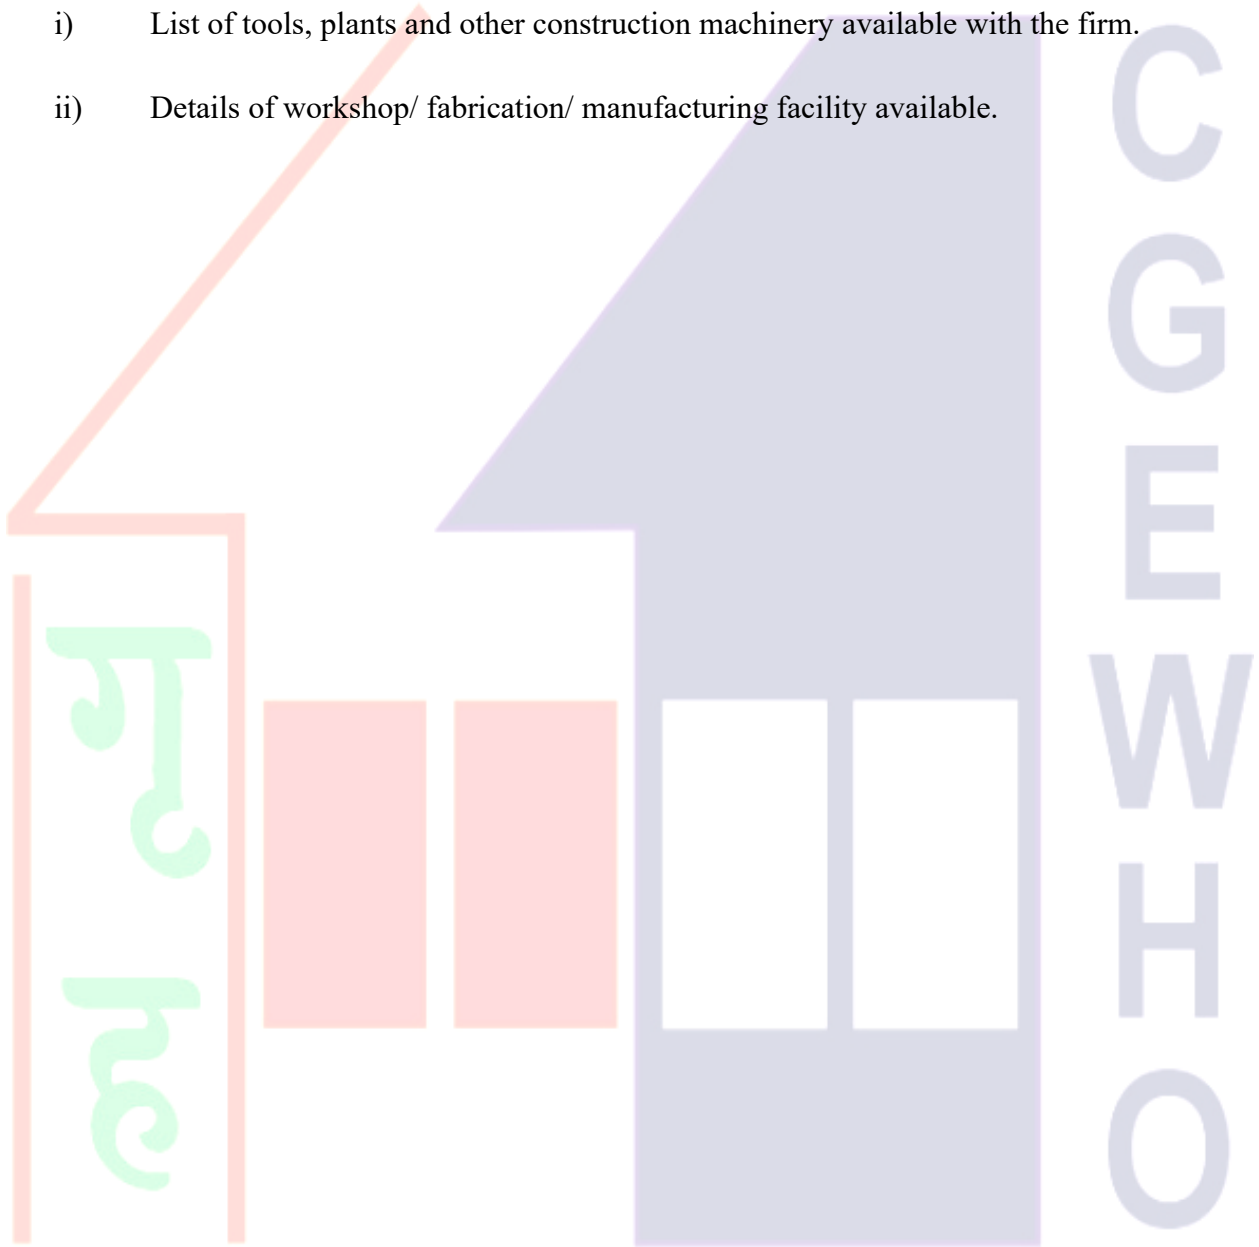 i) List of tools, plants and other construction machinery available with the firm.
ii) Details of workshop/ fabrication/ manufacturing facility available.
गृह
CGEWHO